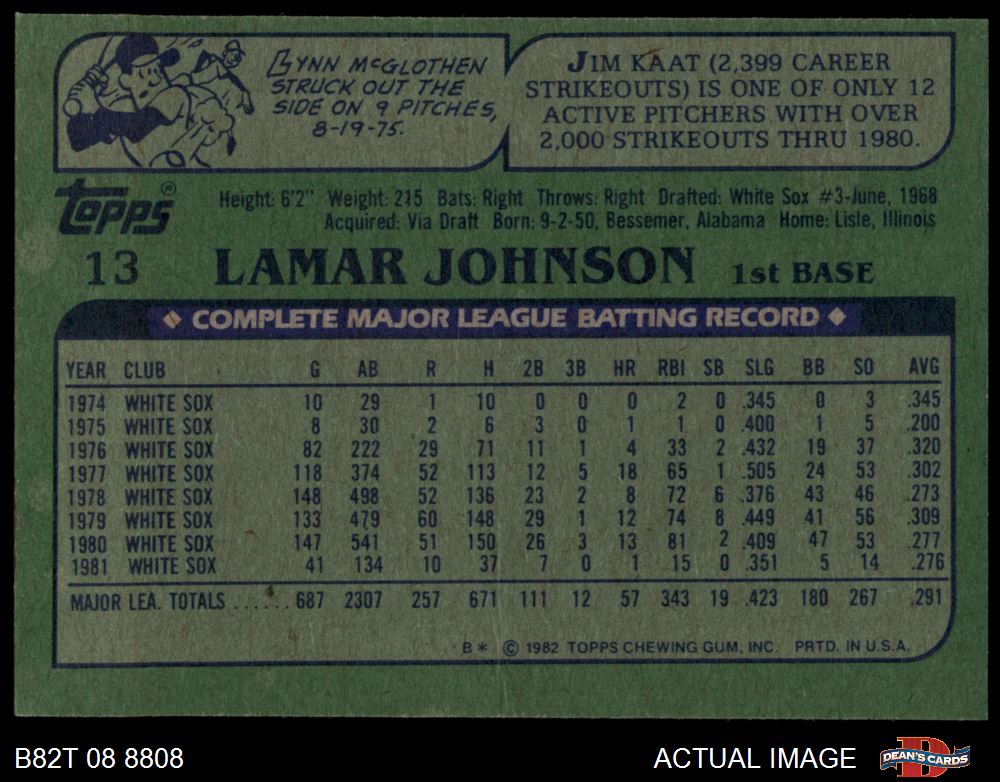 LYNN McGLOTHEN
STRUCK OUT THE
SIDE ON 9 PITCHES,
8-19-75.
JIM KAAT (2,399 CAREER
STRIKEOUTS) IS ONE OF ONLY 12
ACTIVE PITCHERS WITH OVER
2,000 STRIKEOUTS THRU 1980.
Topps®
Height: 6'2" Weight: 215 Bats: Right Throws: Right Drafted: White Sox #3-June, 1968
Acquired: Via Draft Born: 9-2-50, Bessemer, Alabama Home: Lisle, Illinois
13 LAMAR JOHNSON 1st BASE
COMPLETE MAJOR LEAGUE BATTING RECORD
YEAR CLUB G AB R H 2B 3B HR RBI SB SLG BB SO AVG
1974 WHITE SOX 10 29 1 10 0 0 0 2 0 .345 0 3 .345
1975 WHITE SOX 8 30 2 6 3 0 1 1 0 .400 1 5 .200
1976 WHITE SOX 82 222 29 71 11 1 4 33 2 .432 19 37 .320
1977 WHITE SOX 118 374 52 113 12 5 18 65 1 .505 24 53 .302
1978 WHITE SOX 148 498 52 136 23 2 8 72 6 .376 43 46 .273
1979 WHITE SOX 133 479 60 148 29 1 12 74 8 .449 41 56 .309
1980 WHITE SOX 147 541 51 150 26 3 13 81 2 .409 47 53 .277
1981 WHITE SOX 41 134 10 37 7 0 1 15 0 .351 5 14 .276
MAJOR LEA. TOTALS ...... 687 2307 257 671 111 12 57 343 19 .423 180 267 .291
B* © 1982 TOPPS CHEWING GUM, INC. PRTD. IN U.S.A.
B82T 08 8808 ACTUAL IMAGE DEAN'S CARDS